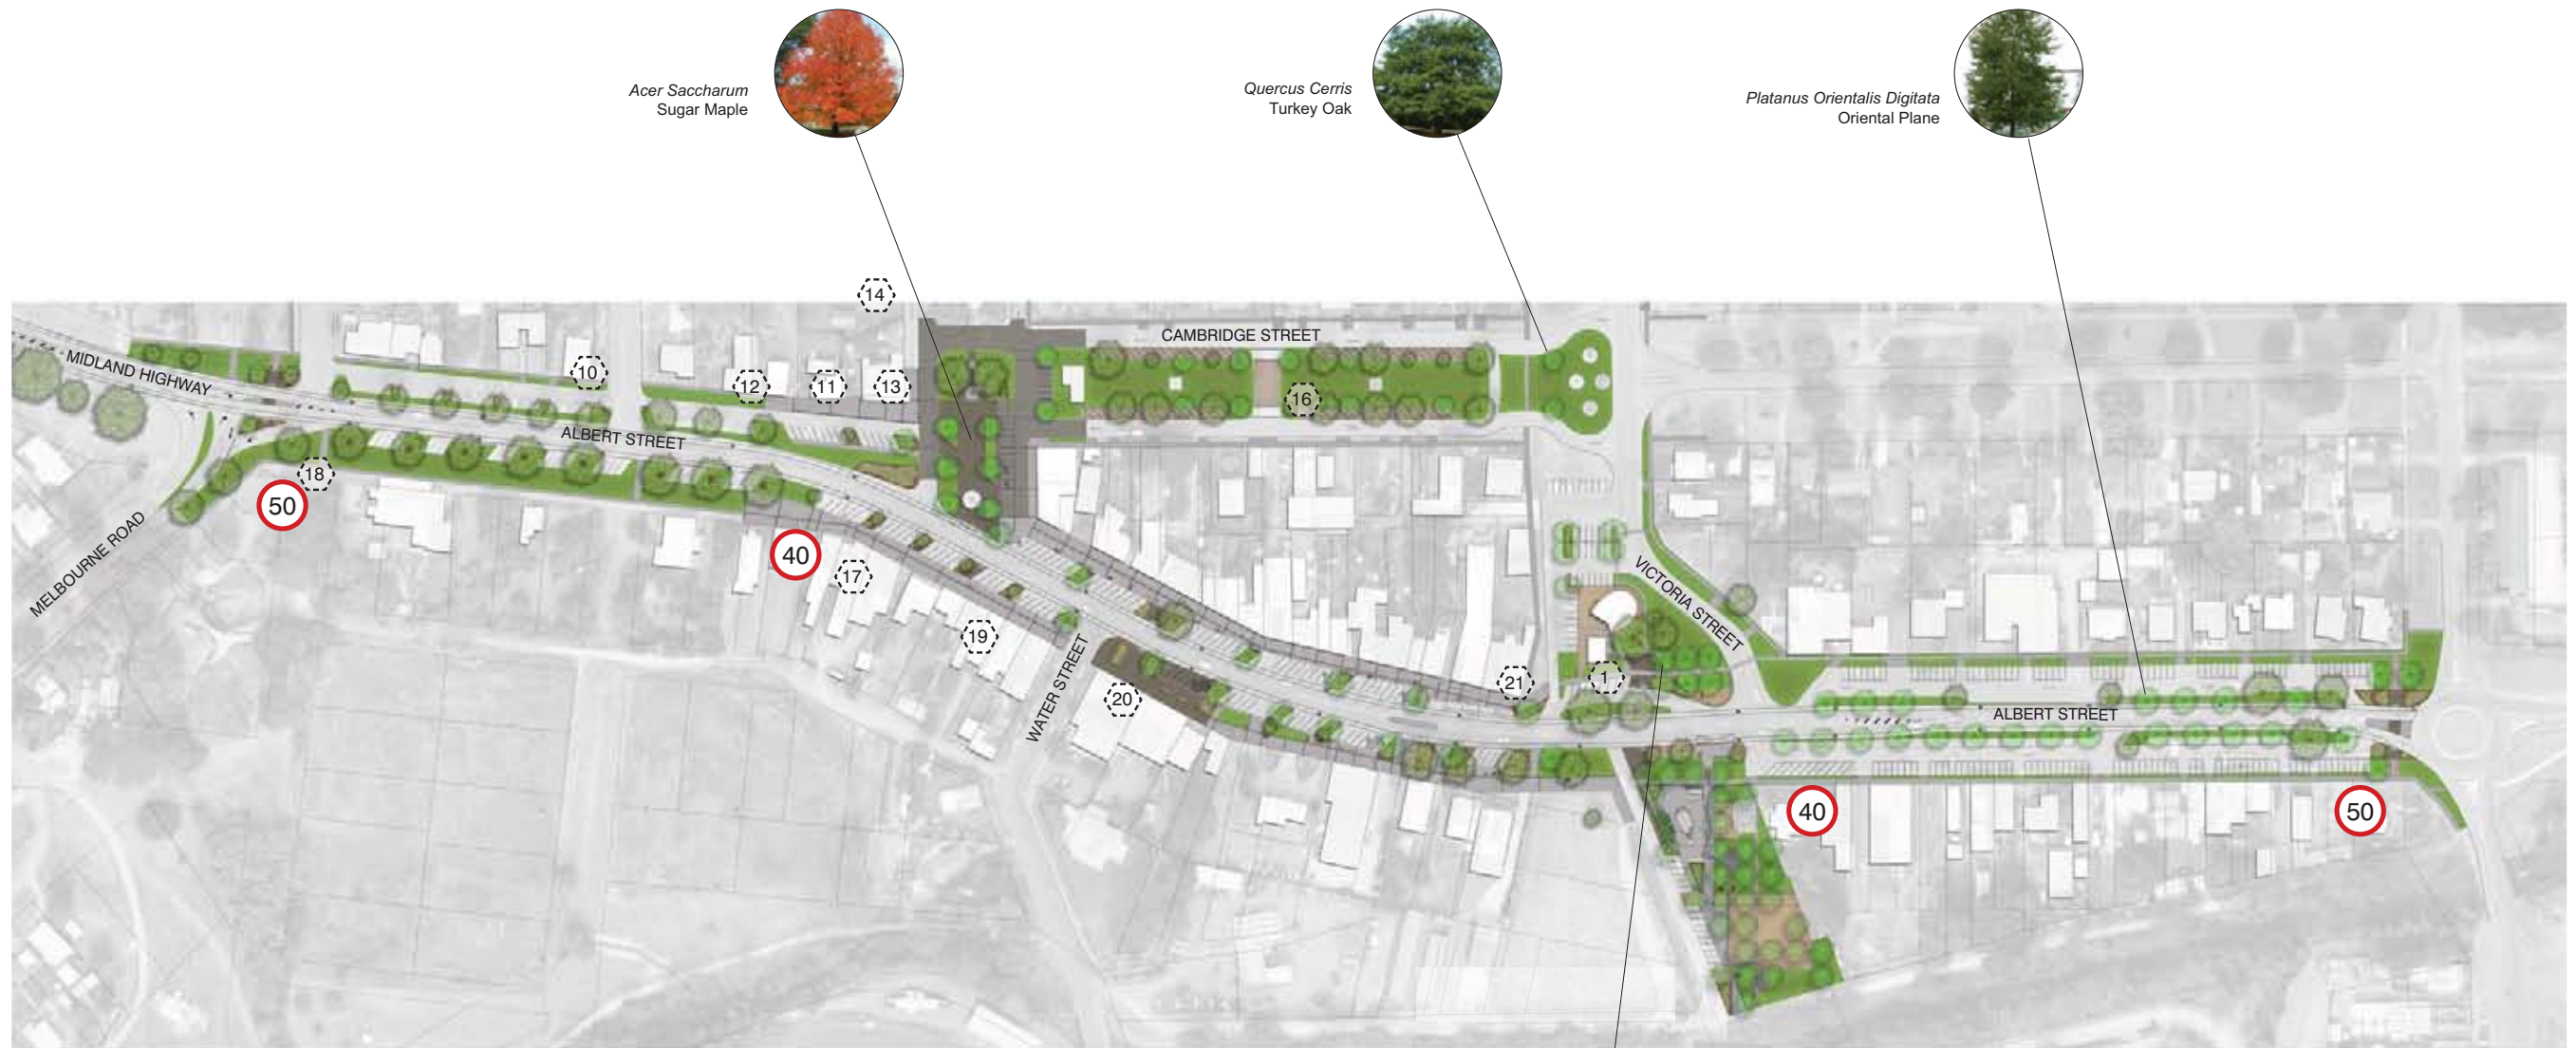 Acer Saccharum
Sugar Maple
Quercus Cerris
Turkey Oak
Platanus Orientalis Digitata
Oriental Plane
14
CAMBRIDGE STREET
MIDLAND HIGHWAY
10
12
11
13
16
ALBERT STREET
18
50
MELBOURNE ROAD
40
17
VICTORIA STREET
19
WATER STREET
20
21
1
ALBERT STREET
40
50